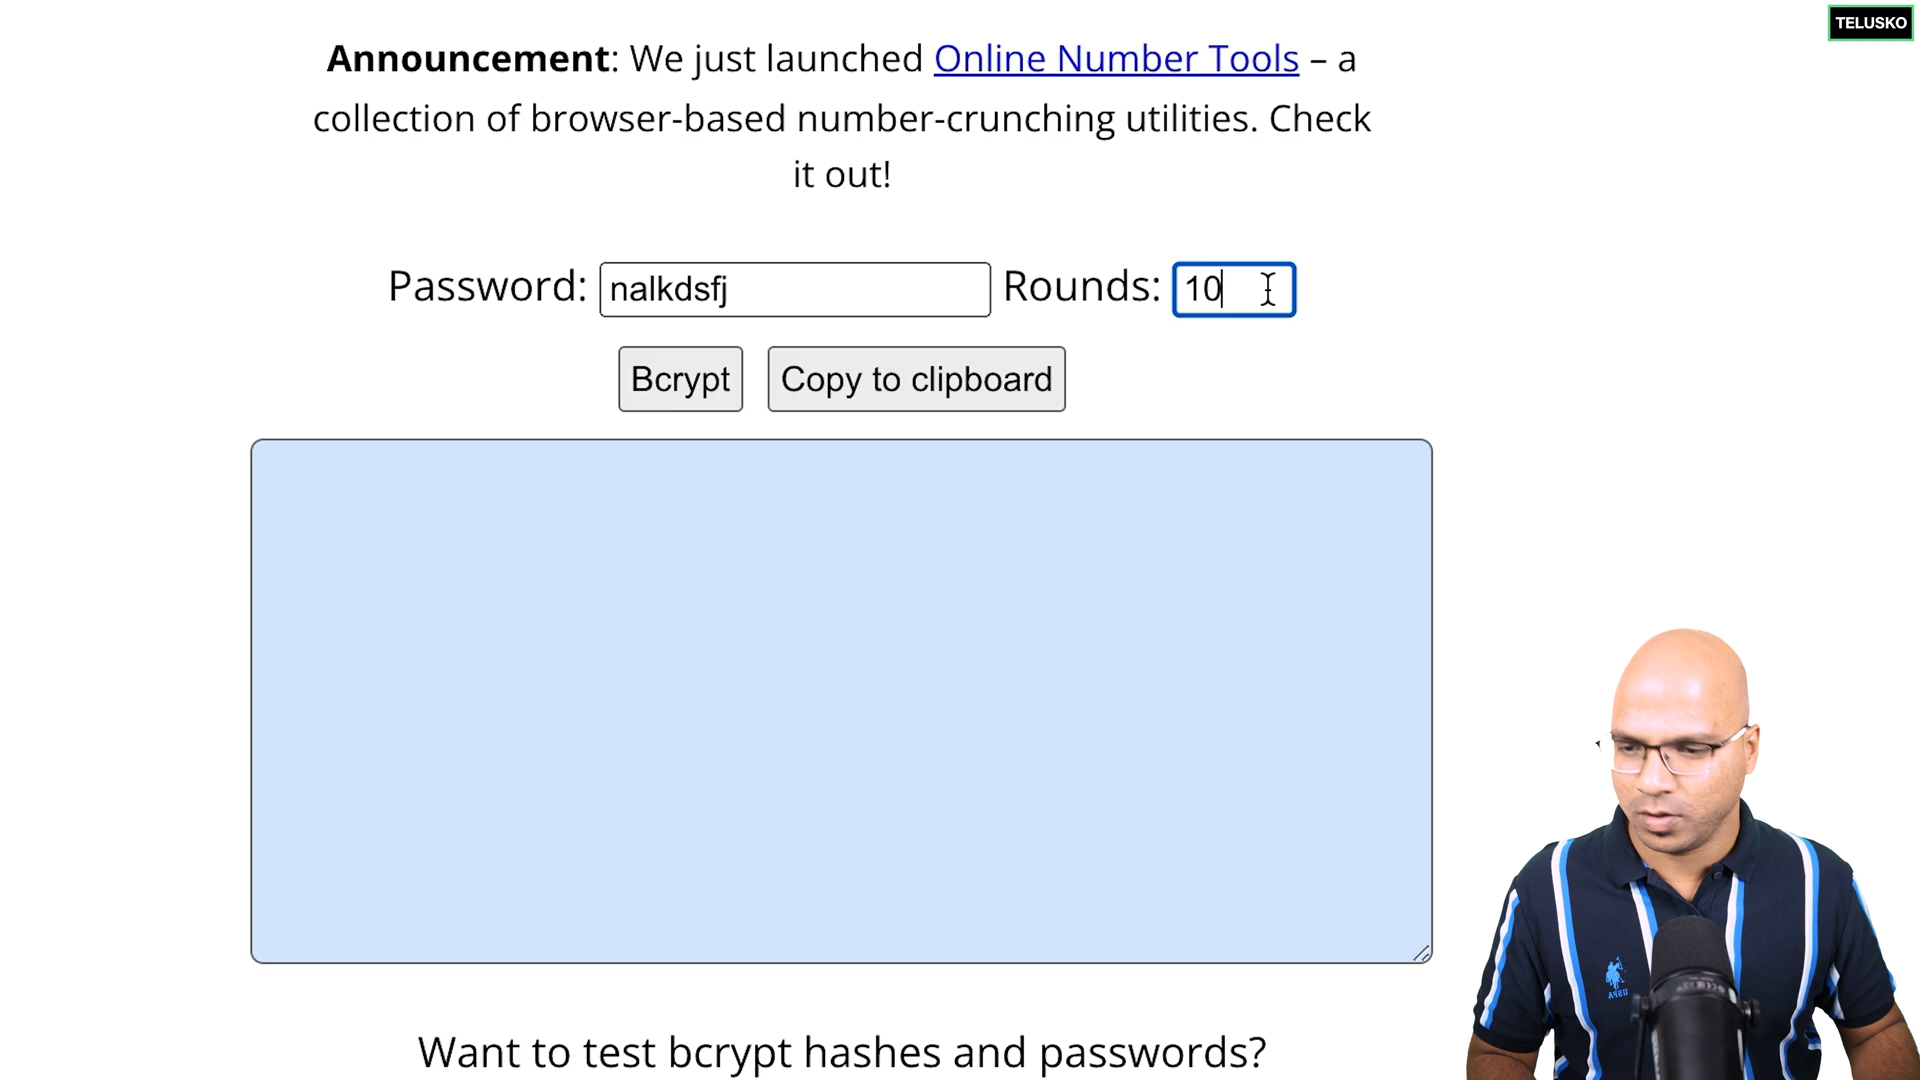 TELUSKO
Announcement: We just launched Online Number Tools – a
collection of browser-based number-crunching utilities. Check
it out!
Password: nalkdsfj Rounds: 10
Bcrypt Copy to clipboard
Want to test bcrypt hashes and passwords?